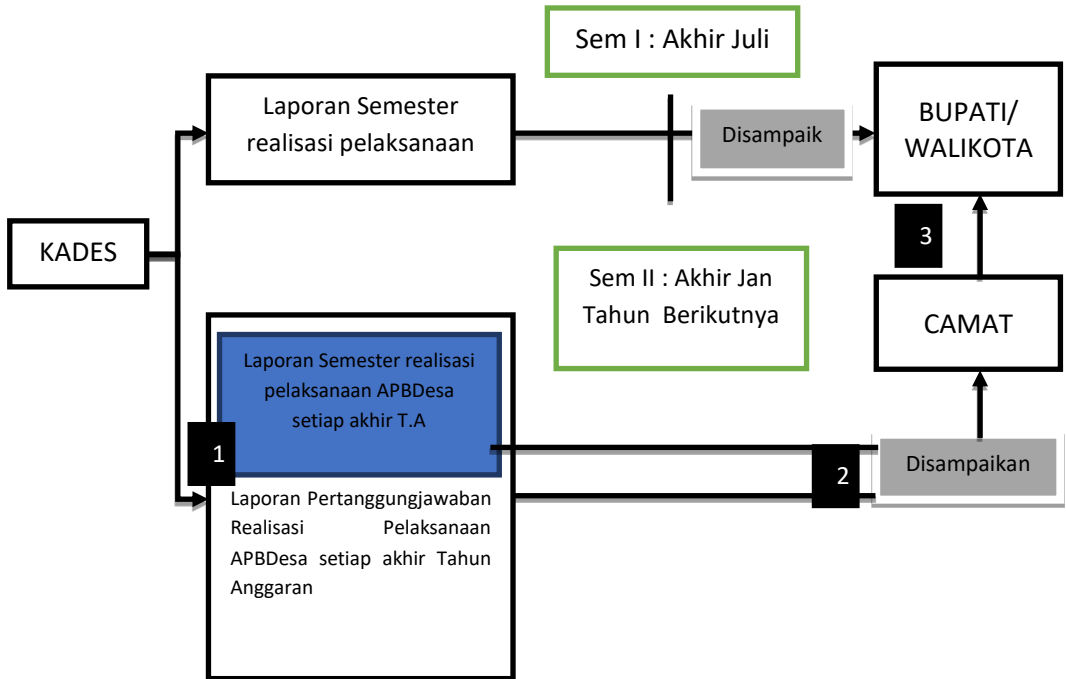 Sem I : Akhir Juli
Laporan Semester
realisasi pelaksanaan
Disampaik
BUPATI/
WALIKOTA
3
KADES
Sem II : Akhir Jan
Tahun Berikutnya
CAMAT
Laporan Semester realisasi
pelaksanaan APBDesa
setiap akhir T.A
1
2
Disampaikan
Laporan Pertanggungjawaban
Realisasi Pelaksanaan
APBDesa setiap akhir Tahun
Anggaran